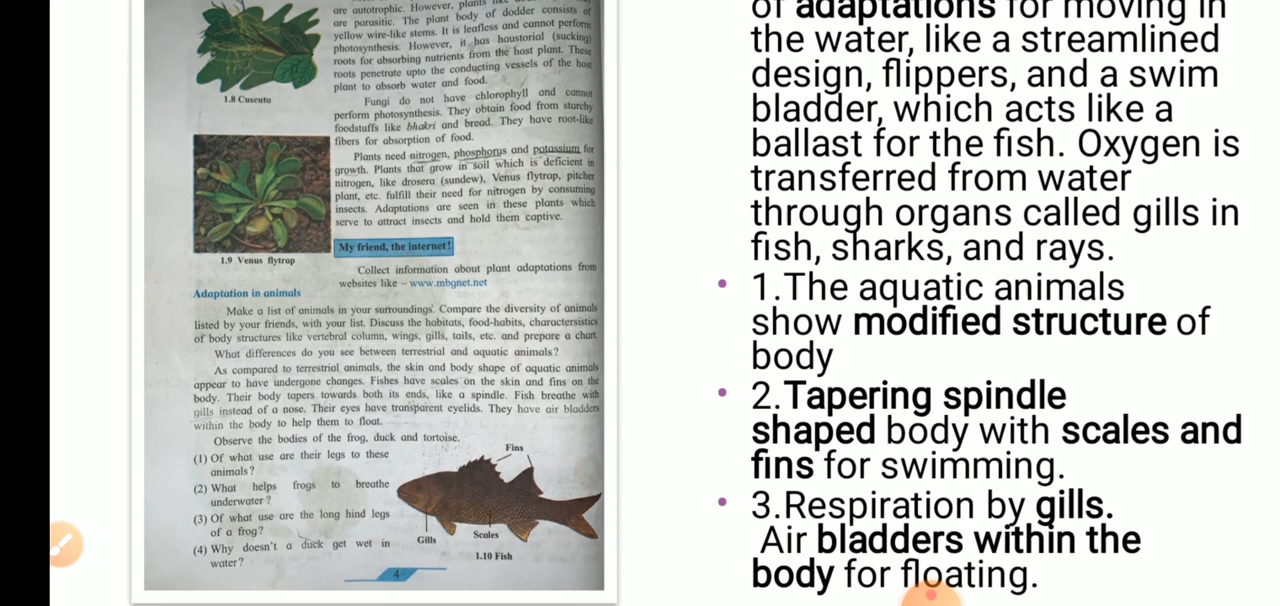 are autotrophic. However, plants like
are parasitic. The plant body of dodder consists of
yellow wire-like stems. It is leafless and cannot perform
photosynthesis. However, it has haustorial (sucking)
roots for absorbing nutrients from the host plant. These
roots penetrate upto the conducting vessels of the host
plant to absorb water and food.
1.8 Cuscuta
Fungi do not have chlorophyll and cannot
perform photosynthesis. They obtain food from starchy
foodstuffs like bhakri and bread. They have root-like
fibers for absorption of food.
Plants need nitrogen, phosphorus and potassium for
growth. Plants that grow in soil which is deficient in
nitrogen, like drosera (sundew), Venus flytrap, pitcher
plant, etc. fulfill their need for nitrogen by consuming
insects. Adaptations are seen in these plants which
serve to attract insects and hold them captive.
My friend, the internet!
1.9 Venus flytrap
Collect information about plant adaptations from
websites like – www.mbgnet.net
Adaptation in animals
Make a list of animals in your surroundings. Compare the diversity of animals
listed by your friends, with your list. Discuss the habitats, food-habits, charactersistics
of body structures like vertebral column, wings, gills, tails, etc. and prepare a chart.
What differences do you see between terrestrial and aquatic animals?
As compared to terrestrial animals, the skin and body shape of aquatic animals
appear to have undergone changes. Fishes have scales on the skin and fins on the
body. Their body tapers towards both its ends, like a spindle. Fish breathe with
gills instead of a nose. Their eyes have transparent eyelids. They have air bladders
within the body to help them to float.
Observe the bodies of the frog, duck and tortoise.
(1) Of what use are their legs to these
animals?
(2) What helps frogs to breathe
underwater?
(3) Of what use are the long hind legs
of a frog?
(4) Why doesn't a duck get wet in
water?
Fins
Gills
Scales
1.10 Fish
4
of adaptations for moving in
the water, like a streamlined
design, flippers, and a swim
bladder, which acts like a
ballast for the fish. Oxygen is
transferred from water
through organs called gills in
fish, sharks, and rays.
• 1.The aquatic animals
show modified structure of
body
• 2.Tapering spindle
shaped body with scales and
fins for swimming.
• 3.Respiration by gills.
Air bladders within the
body for floating.